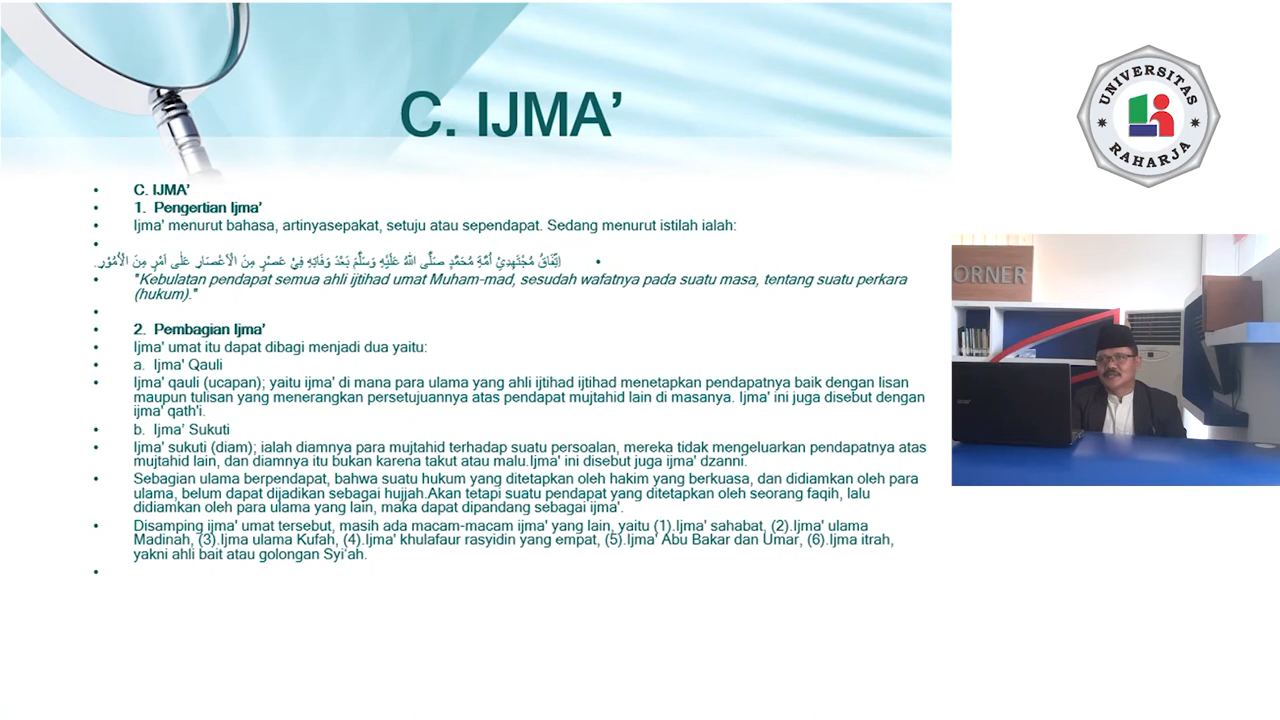 C. IJMA’
UNIVERSITAS
RAHARJA
ORNER
• C. IJMA’
• 1. Pengertian Ijma’
• Ijma' menurut bahasa, artinyasepakat, setuju atau sependapat. Sedang menurut istilah ialah:
•
• اِتِّفَاقُ مُجْتَهِدِيْ اُمَّةِ مُحَمَّدٍ صَلَّى اللهُ عَلَيْهِ وَسَلَّمَ بَعْدَ وَفَاتِهِ فِيْ عَصْرٍ مِنَ الْاَعْصَارِ عَلٰى اَمْرٍ مِنَ الْاُمُوْرِ.
• "Kebulatan pendapat semua ahli ijtihad umat Muham-mad, sesudah wafatnya pada suatu masa, tentang suatu perkara
(hukum)."
•
• 2. Pembagian Ijma’
• Ijma' umat itu dapat dibagi menjadi dua yaitu:
• a. Ijma' Qauli
• Ijma' qauli (ucapan); yaitu ijma' di mana para ulama yang ahli ijtihad ijtihad menetapkan pendapatnya baik dengan lisan
maupun tulisan yang menerangkan persetujuannya atas pendapat mujtahid lain di masanya. Ijma' ini juga disebut dengan
ijma' qath'i.
• b. Ijma’ Sukuti
• Ijma' sukuti (diam); ialah diamnya para mujtahid terhadap suatu persoalan, mereka tidak mengeluarkan pendapatnya atas
mujtahid lain, dan diamnya itu bukan karena takut atau malu.Ijma' ini disebut juga ijma' dzanni.
• Sebagian ulama berpendapat, bahwa suatu hukum yang ditetapkan oleh hakim yang berkuasa, dan didiamkan oleh para
ulama, belum dapat dijadikan sebagai hujjah.Akan tetapi suatu pendapat yang ditetapkan oleh seorang faqih, lalu
didiamkan oleh para ulama yang lain, maka dapat dipandang sebagai ijma'.
• Disamping ijma' umat tersebut, masih ada macam-macam ijma' yang lain, yaitu (1).Ijma' sahabat, (2).Ijma' ulama
Madinah, (3).Ijma ulama Kufah, (4).Ijma' khulafaur rasyidin yang empat, (5).Ijma' Abu Bakar dan Umar, (6).Ijma itrah,
yakni ahli bait atau golongan Syi'ah.
•